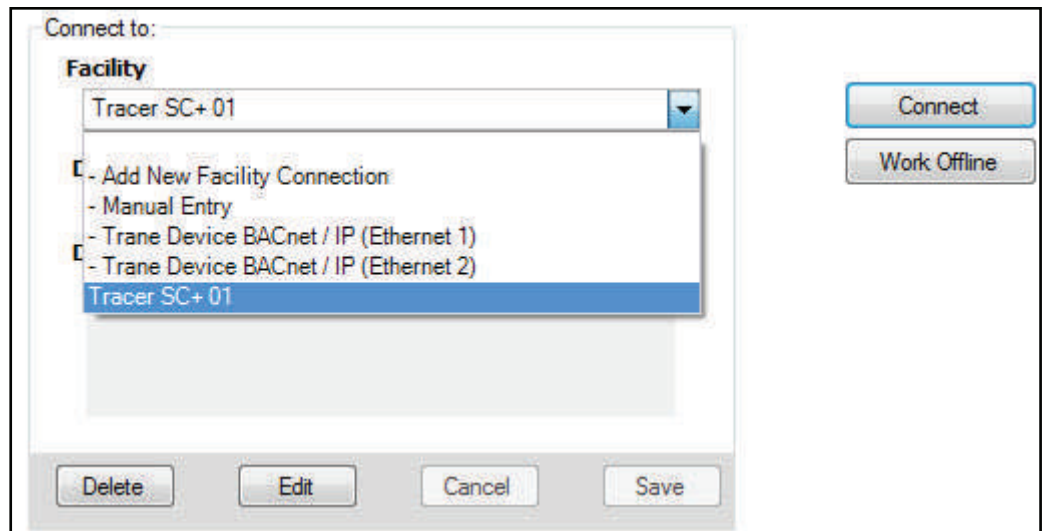 Connect to:
Facility
Tracer SC+ 01
Connect
Work Offline
- Add New Facility Connection
- Manual Entry
- Trane Device BACnet / IP (Ethernet 1)
- Trane Device BACnet / IP (Ethernet 2)
Tracer SC+ 01
Delete
Edit
Cancel
Save